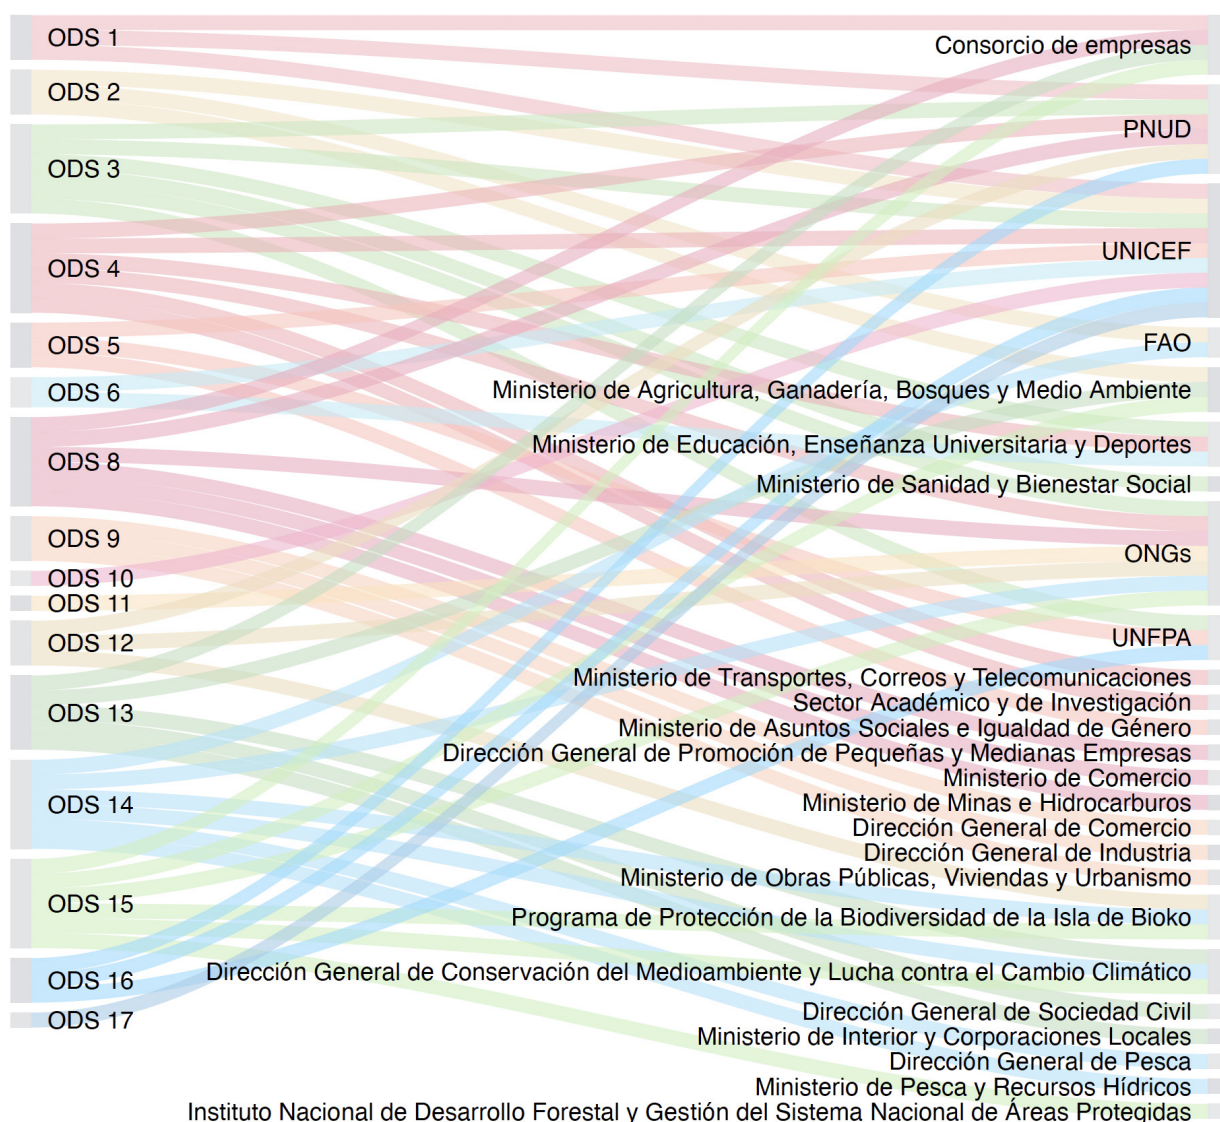 ODS 1
ODS 2
ODS 3
ODS 4
ODS 5
ODS 6
ODS 8
ODS 9
ODS 10
ODS 11
ODS 12
ODS 13
ODS 14
ODS 15
ODS 16
ODS 17
Consorcio de empresas
PNUD
UNICEF
FAO
Ministerio de Agricultura, Ganadería, Bosques y Medio Ambiente
Ministerio de Educación, Enseñanza Universitaria y Deportes
Ministerio de Sanidad y Bienestar Social
ONGs
UNFPA
Ministerio de Transportes, Correos y Telecomunicaciones
Sector Académico y de Investigación
Ministerio de Asuntos Sociales e Igualdad de Género
Dirección General de Promoción de Pequeñas y Medianas Empresas
Ministerio de Comercio
Ministerio de Minas e Hidrocarburos
Dirección General de Comercio
Dirección General de Industria
Ministerio de Obras Públicas, Viviendas y Urbanismo
Programa de Protección de la Biodiversidad de la Isla de Bioko
Dirección General de Conservación del Medioambiente y Lucha contra el Cambio Climático
Dirección General de Sociedad Civil
Ministerio de Interior y Corporaciones Locales
Dirección General de Pesca
Ministerio de Pesca y Recursos Hídricos
Instituto Nacional de Desarrollo Forestal y Gestión del Sistema Nacional de Áreas Protegidas